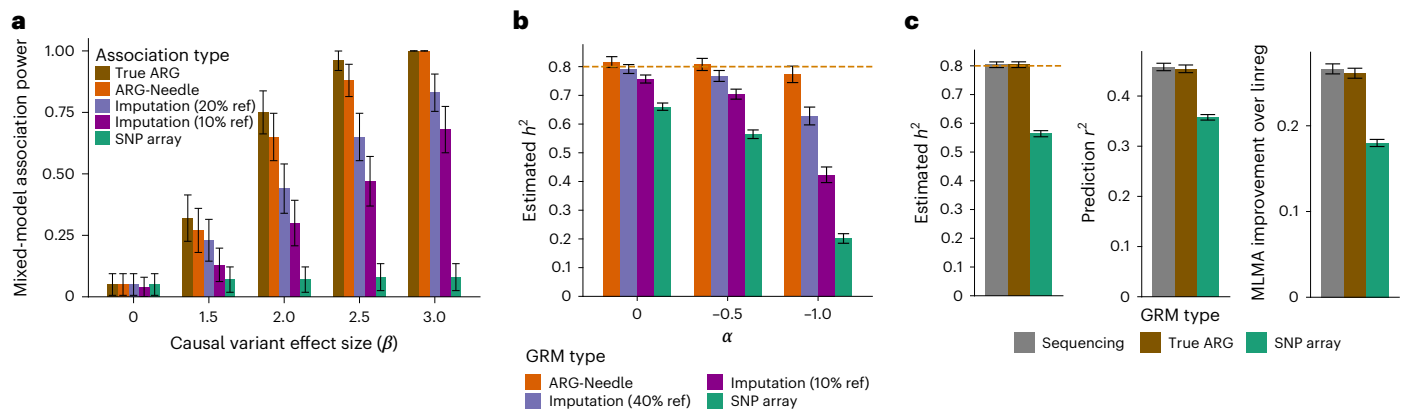 a
Mixed-model association power
1.00
0.75
0.50
0.25
0
Association type
True ARG
ARG-Needle
Imputation (20% ref)
Imputation (10% ref)
SNP array
0
1.5
2.0
2.5
3.0
Causal variant effect size (β)
b
Estimated h²
0.8
0.7
0.6
0.5
0.4
0.3
0.2
0.1
0
0
−0.5
−1.0
α
GRM type
ARG-Needle
Imputation (40% ref)
Imputation (10% ref)
SNP array
c
Estimated h²
0.8
0.7
0.6
0.5
0.4
0.3
0.2
0.1
0
Prediction r²
0.4
0.3
0.2
0.1
0
MLMA improvement over linreg
0.2
0.1
0
GRM type
Sequencing
True ARG
SNP array